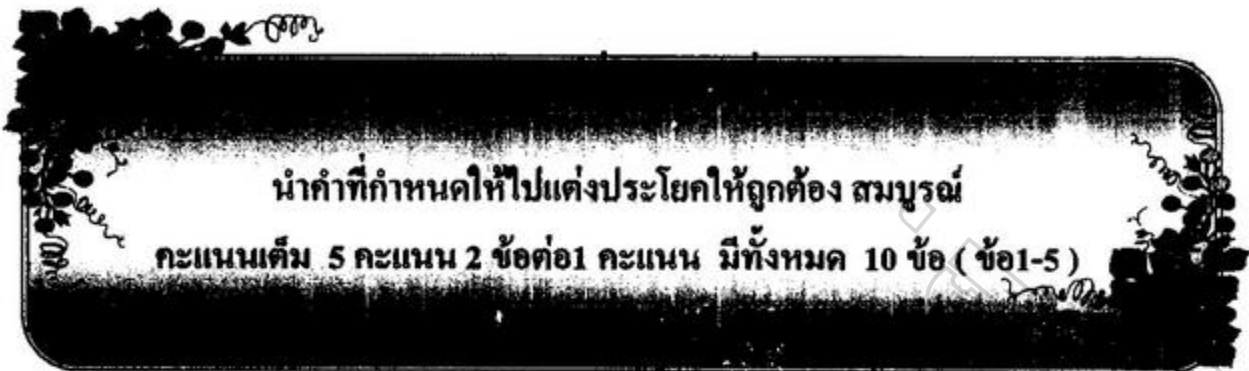 นำคำที่กำหนดให้ไปแต่งประโยคให้ถูกต้อง สมบูรณ์
คะแนนเต็ม 5 คะแนน 2 ข้อต่อ1 คะแนน มีทั้งหมด 10 ข้อ ( ข้อ1-5 )